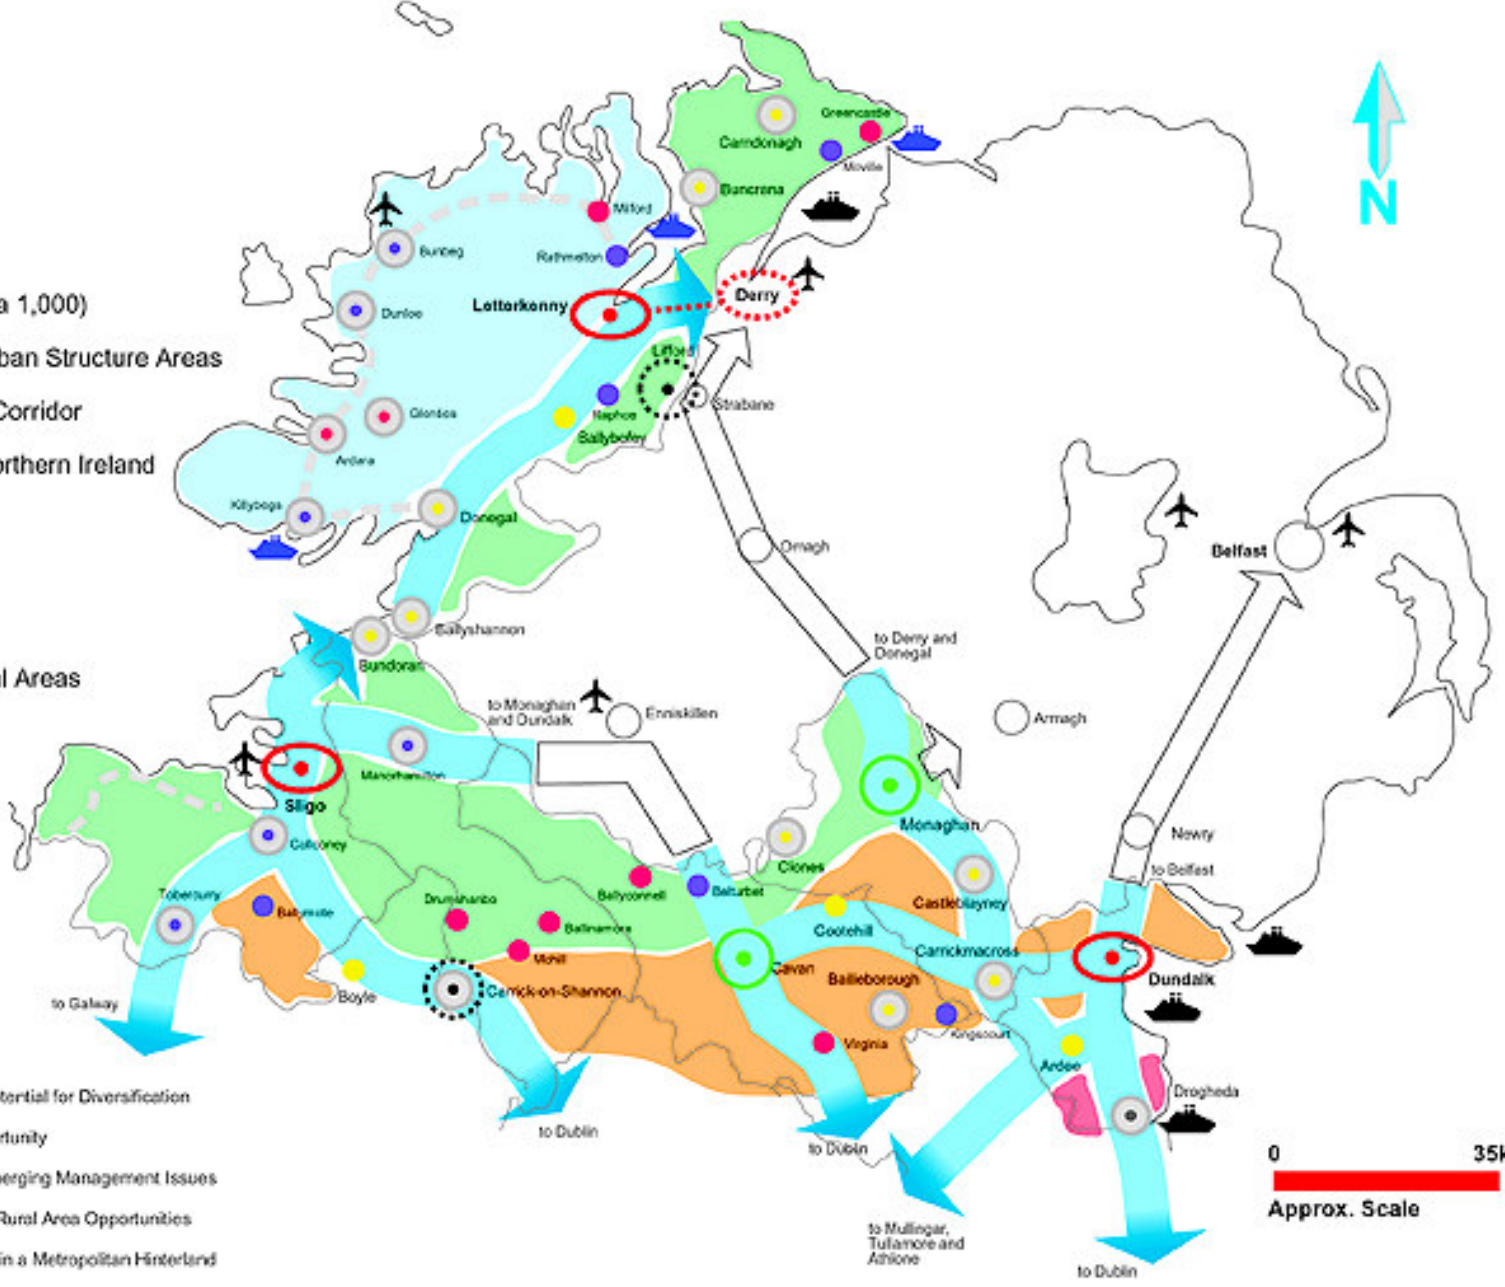 a 1,000)
ban Structure Areas
Corridor
orthern Ireland
l Areas
tential for Diversification
rtunity
erging Management Issues
Rural Area Opportunities
in a Metropolitan Hinterland
N
Greencastle
Carndonagh
Moville
Buncrana
Milford
Bunbeg
Rathmelton
Letterkenny
Derry
Dunloe
Lifford
Strabane
Raphoe
Ballybofey
Glenties
Ardara
Killybegs
Donegal
Omagh
Belfast
Ballyshannon
Bundoran
to Derry and
Donegal
to Monaghan
and Dundalk
Enniskillen
Armagh
Manorhamilton
Sligo
Monaghan
Newry
Collooney
Clones
to Belfast
Ballyconnell
Belturbet
Tobercurry
Drumshanbo
Castleblayney
Ballymote
Ballinamore
Cootehill
Mohill
Carrickmacross
Cavan
Bailieborough
Dundalk
Boyle
Carrick-on-Shannon
to Galway
Kingscourt
Virginia
Ardee
Drogheda
to Dublin
to Dublin
0 35k
Approx. Scale
to Mullingar,
Tullamore and
Athlone
to Dublin